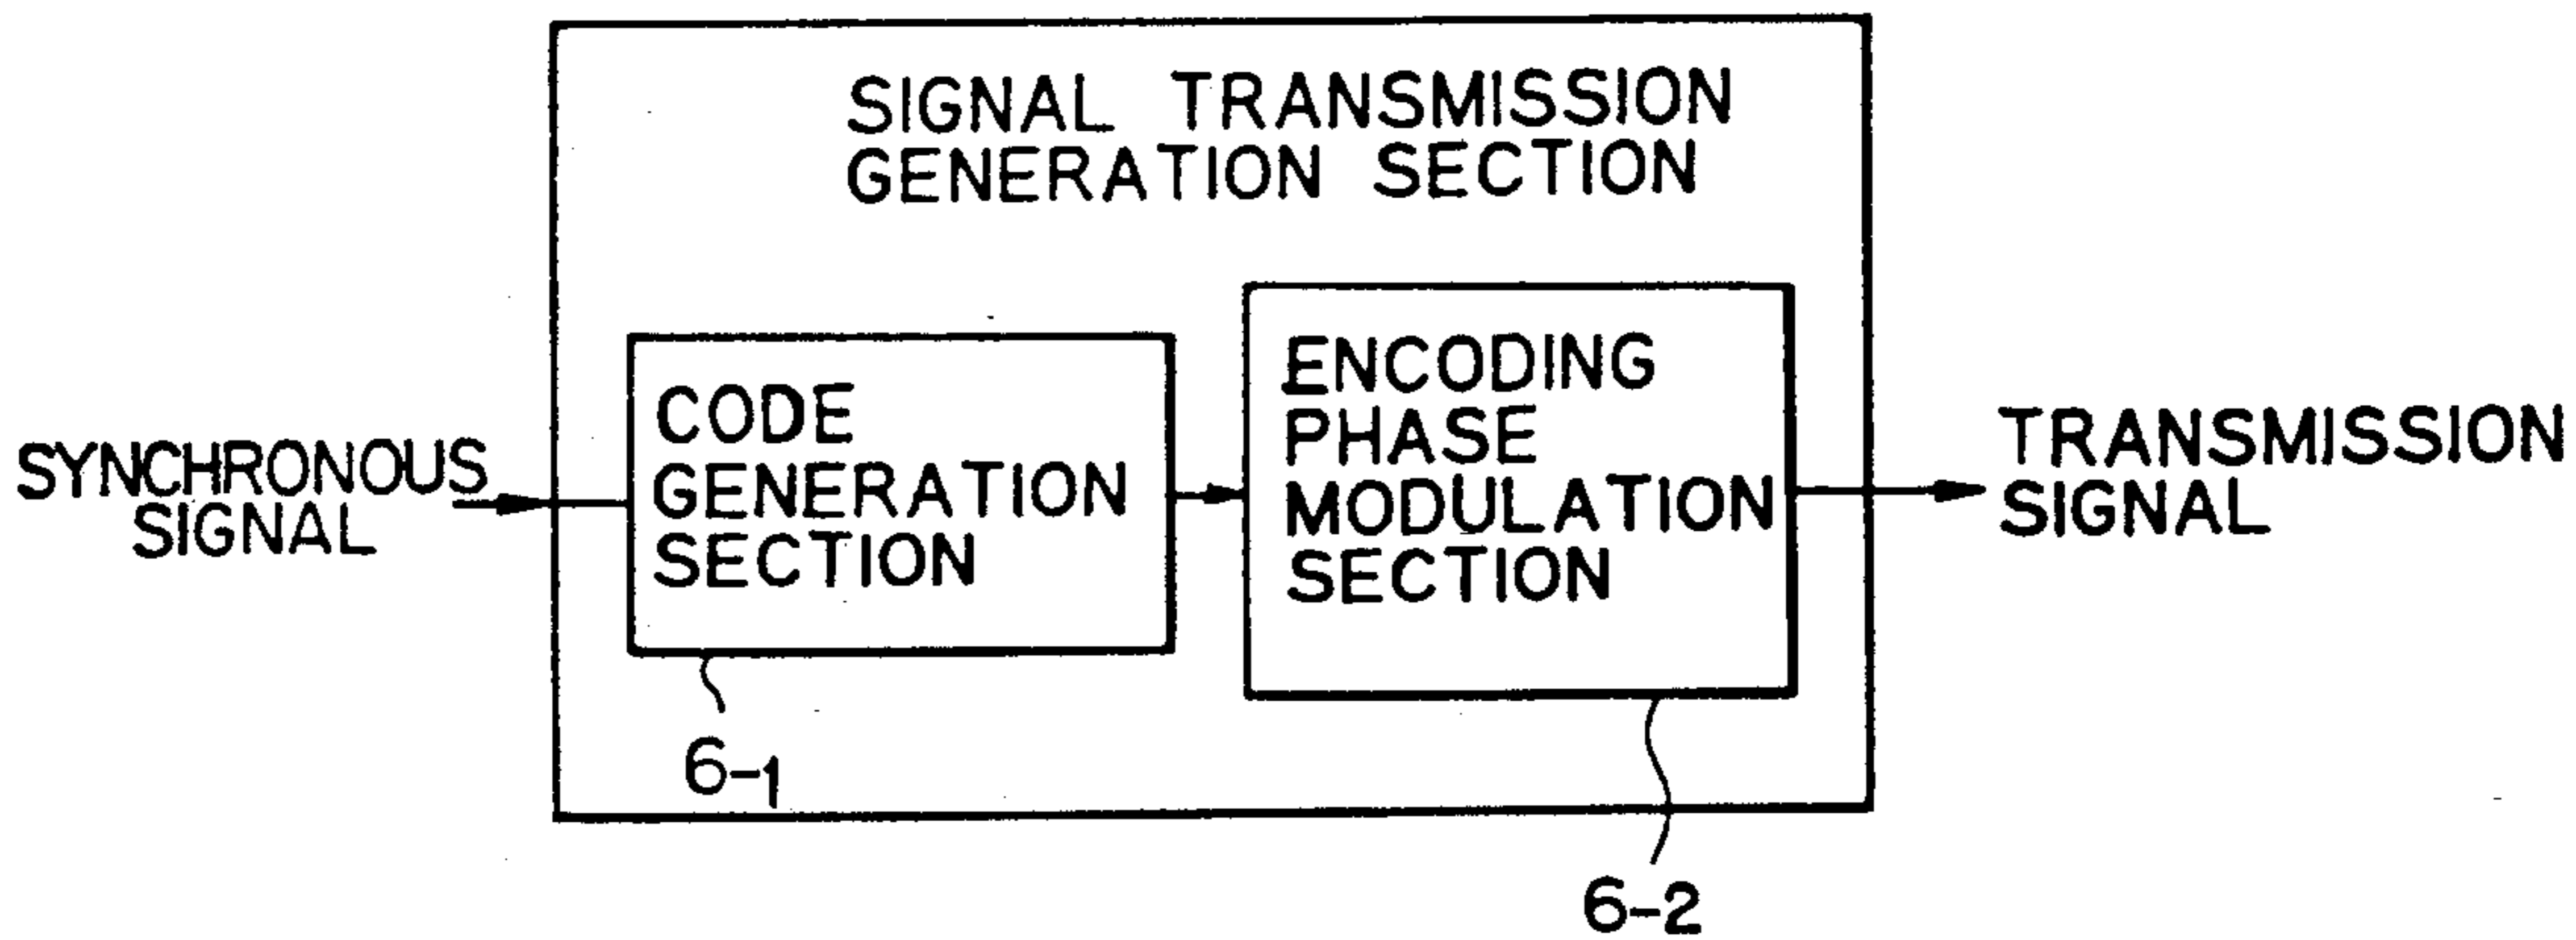 SIGNAL TRANSMISSION
GENERATION SECTION
SYNCHRONOUS
SIGNAL
CODE
GENERATION
SECTION
ENCODING
PHASE
MODULATION
SECTION
TRANSMISSION
SIGNAL
6-1
6-2